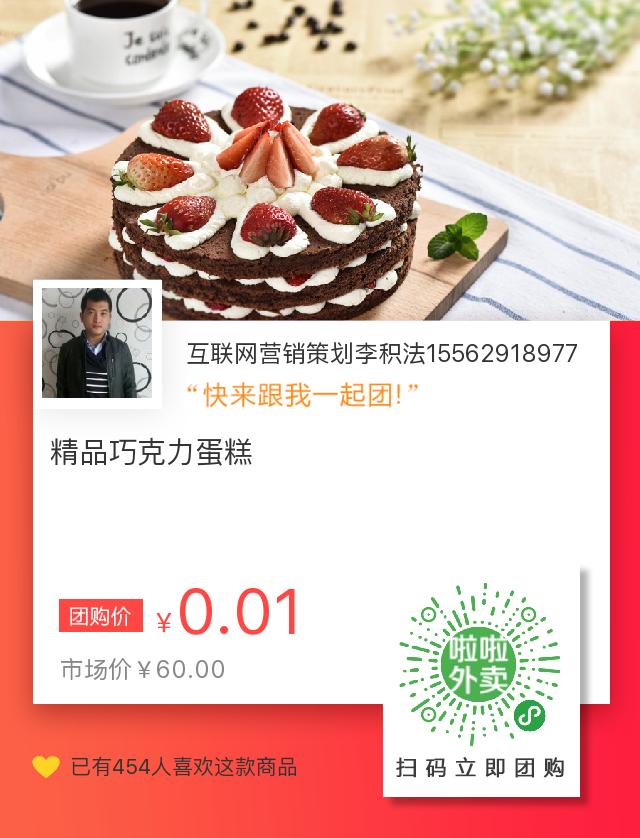 互联网营销策划李积法15562918977
“快来跟我一起团!”
精品巧克力蛋糕
团购价 ¥0.01
市场价¥60.00
啦啦
外卖
扫码立即团购
已有454人喜欢这款商品